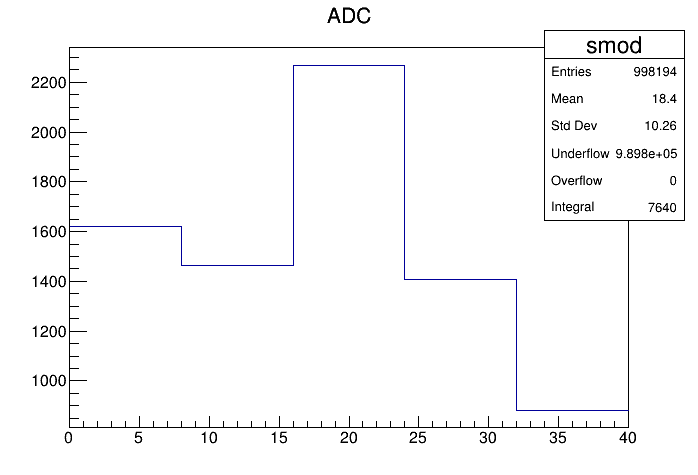 ADC
smod
Entries 998194
Mean 18.4
Std Dev 10.26
Underflow 9.898e+05
Overflow 0
Integral 7640
2200
2000
1800
1600
1400
1200
1000
0 5 10 15 20 25 30 35 40